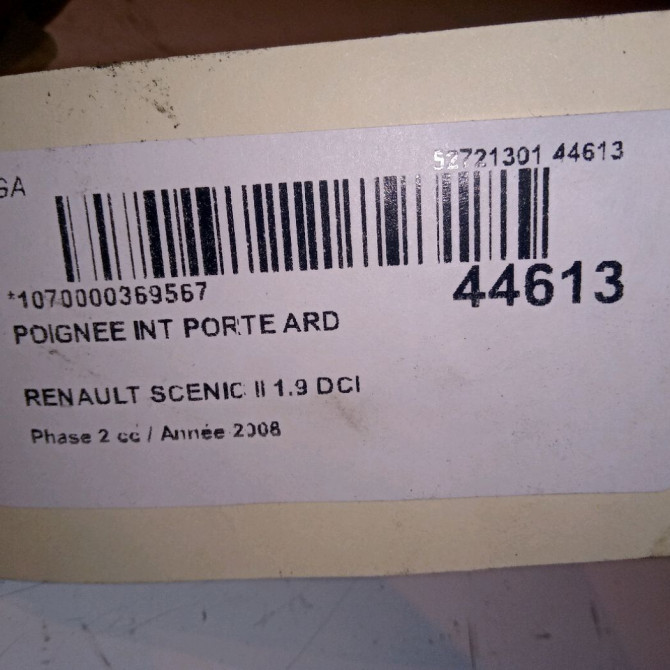 GA
52721301 44613
*1070000369567
44613
POIGNEE INT PORTE ARD
RENAULT SCENIC II 1.9 DCI
Phase 2 cc / Année 2008